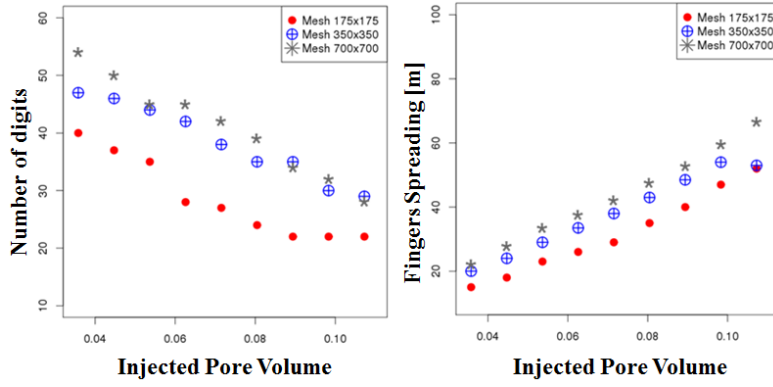 Number of digits
60
50
40
30
20
10
Mesh 175x175
Mesh 350x350
Mesh 700x700
0.04
0.06
0.08
0.10
Injected Pore Volume
Fingers Spreading [m]
100
80
60
40
20
Mesh 175x175
Mesh 350x350
Mesh 700x700
0.04
0.06
0.08
0.10
Injected Pore Volume